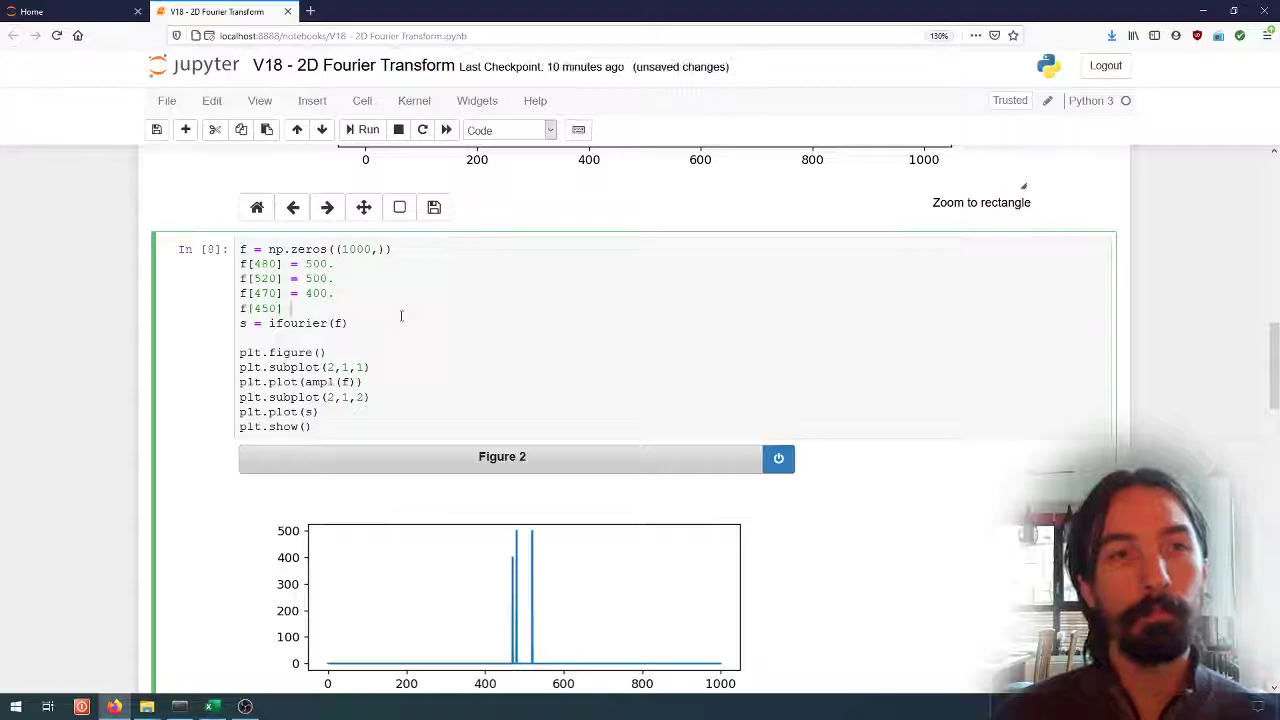 Home
V18 - 2D Fourier Transform
localhost:8888/notebooks/V18 - 2D Fourier Transform.ipynb
130%
jupyter V18 - 2D Fourier Transform Last Checkpoint: 10 minutes ago (unsaved changes)
Logout
File Edit View Insert Cell Kernel Widgets Help
Trusted
Python 3
Run
Code
0 200 400 600 800 1000
Zoom to rectangle
In [8]:
f = np.zeros((1000,))
f[480] = 500.
f[520] = 500.
f[470] = 400.
f[450]
s = ifourier(f)
plt.figure()
plt.subplot(2,1,1)
plt.plot(ampl(f))
plt.subplot(2,1,2)
plt.plot(s)
plt.show()
Figure 2
500
400
300
200
100
0
0 200 400 600 800 1000